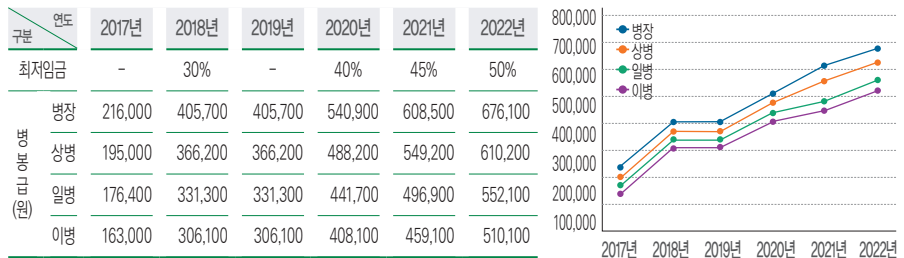 구분 연도 2017년 2018년 2019년 2020년 2021년 2022년
최저임금 – 30% – 40% 45% 50%
병봉급(원)
병장 216,000 405,700 405,700 540,900 608,500 676,100
상병 195,000 366,200 366,200 488,200 549,200 610,200
일병 176,400 331,300 331,300 441,700 496,900 552,100
이병 163,000 306,100 306,100 408,100 459,100 510,100
800,000
700,000
600,000
500,000
400,000
300,000
200,000
100,000
병장
상병
일병
이병
2017년 2018년 2019년 2020년 2021년 2022년